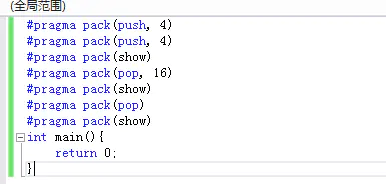 (全局范围)
#pragma pack(push, 4)
#pragma pack(push, 4)
#pragma pack(show)
#pragma pack(pop, 16)
#pragma pack(show)
#pragma pack(pop)
#pragma pack(show)
int main(){
    return 0;
}